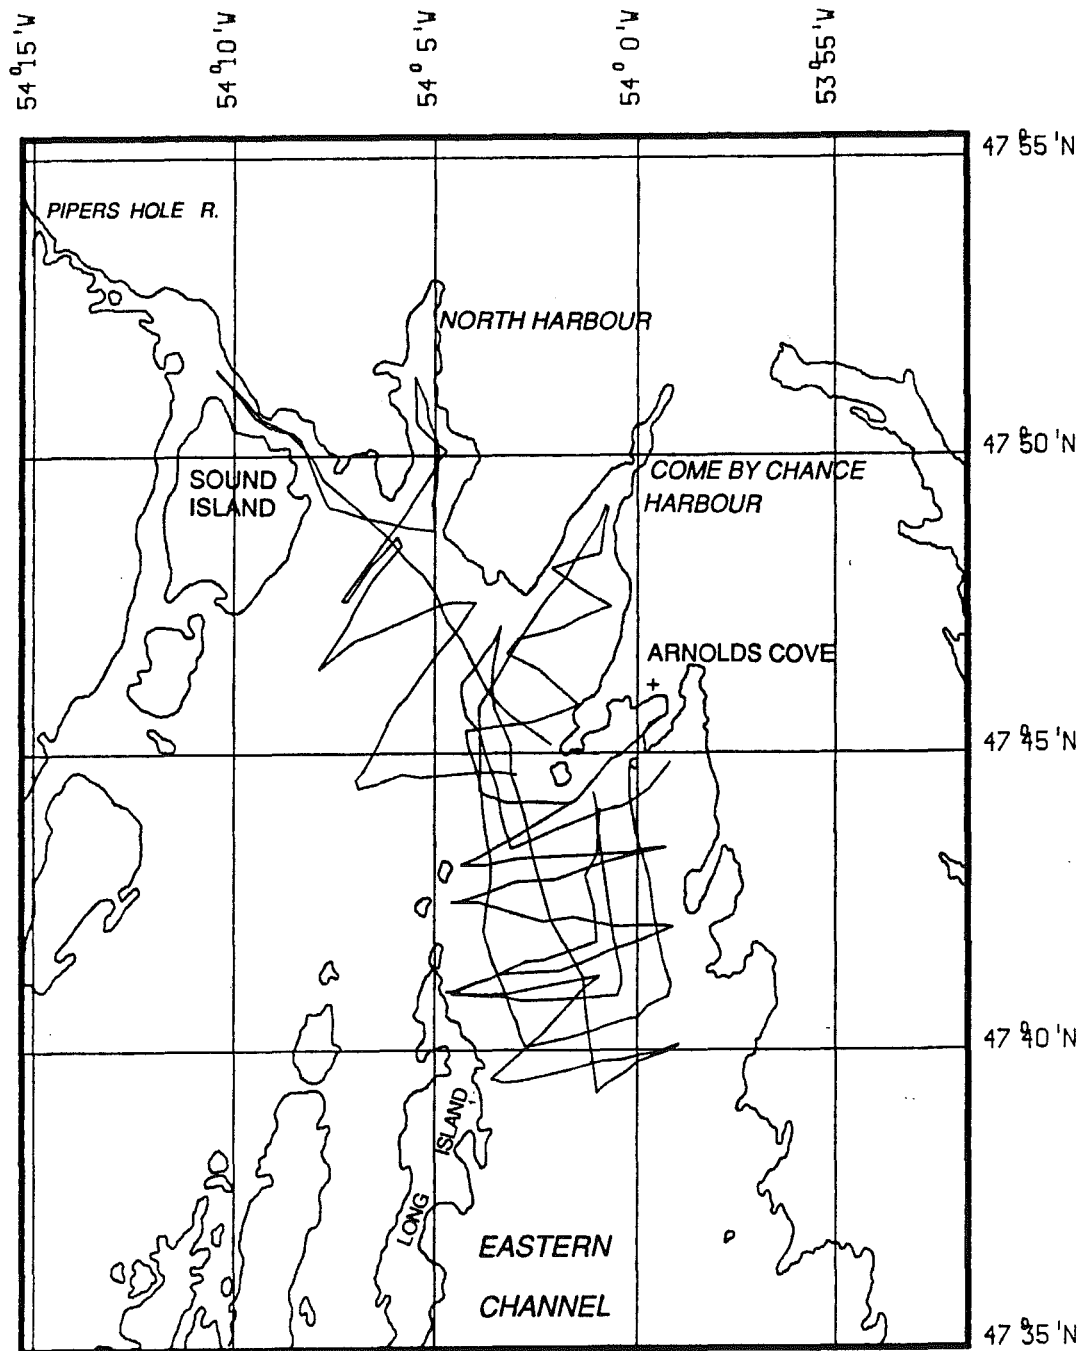 54°15'W
54°10'W
54°5'W
54°0'W
53°55'W
47°55'N
PIPERS HOLE R.
NORTH HARBOUR
47°50'N
COME BY CHANCE
HARBOUR
SOUND
ISLAND
ARNOLDS COVE
+
47°45'N
47°40'N
LONG ISLAND
EASTERN
CHANNEL
47°35'N